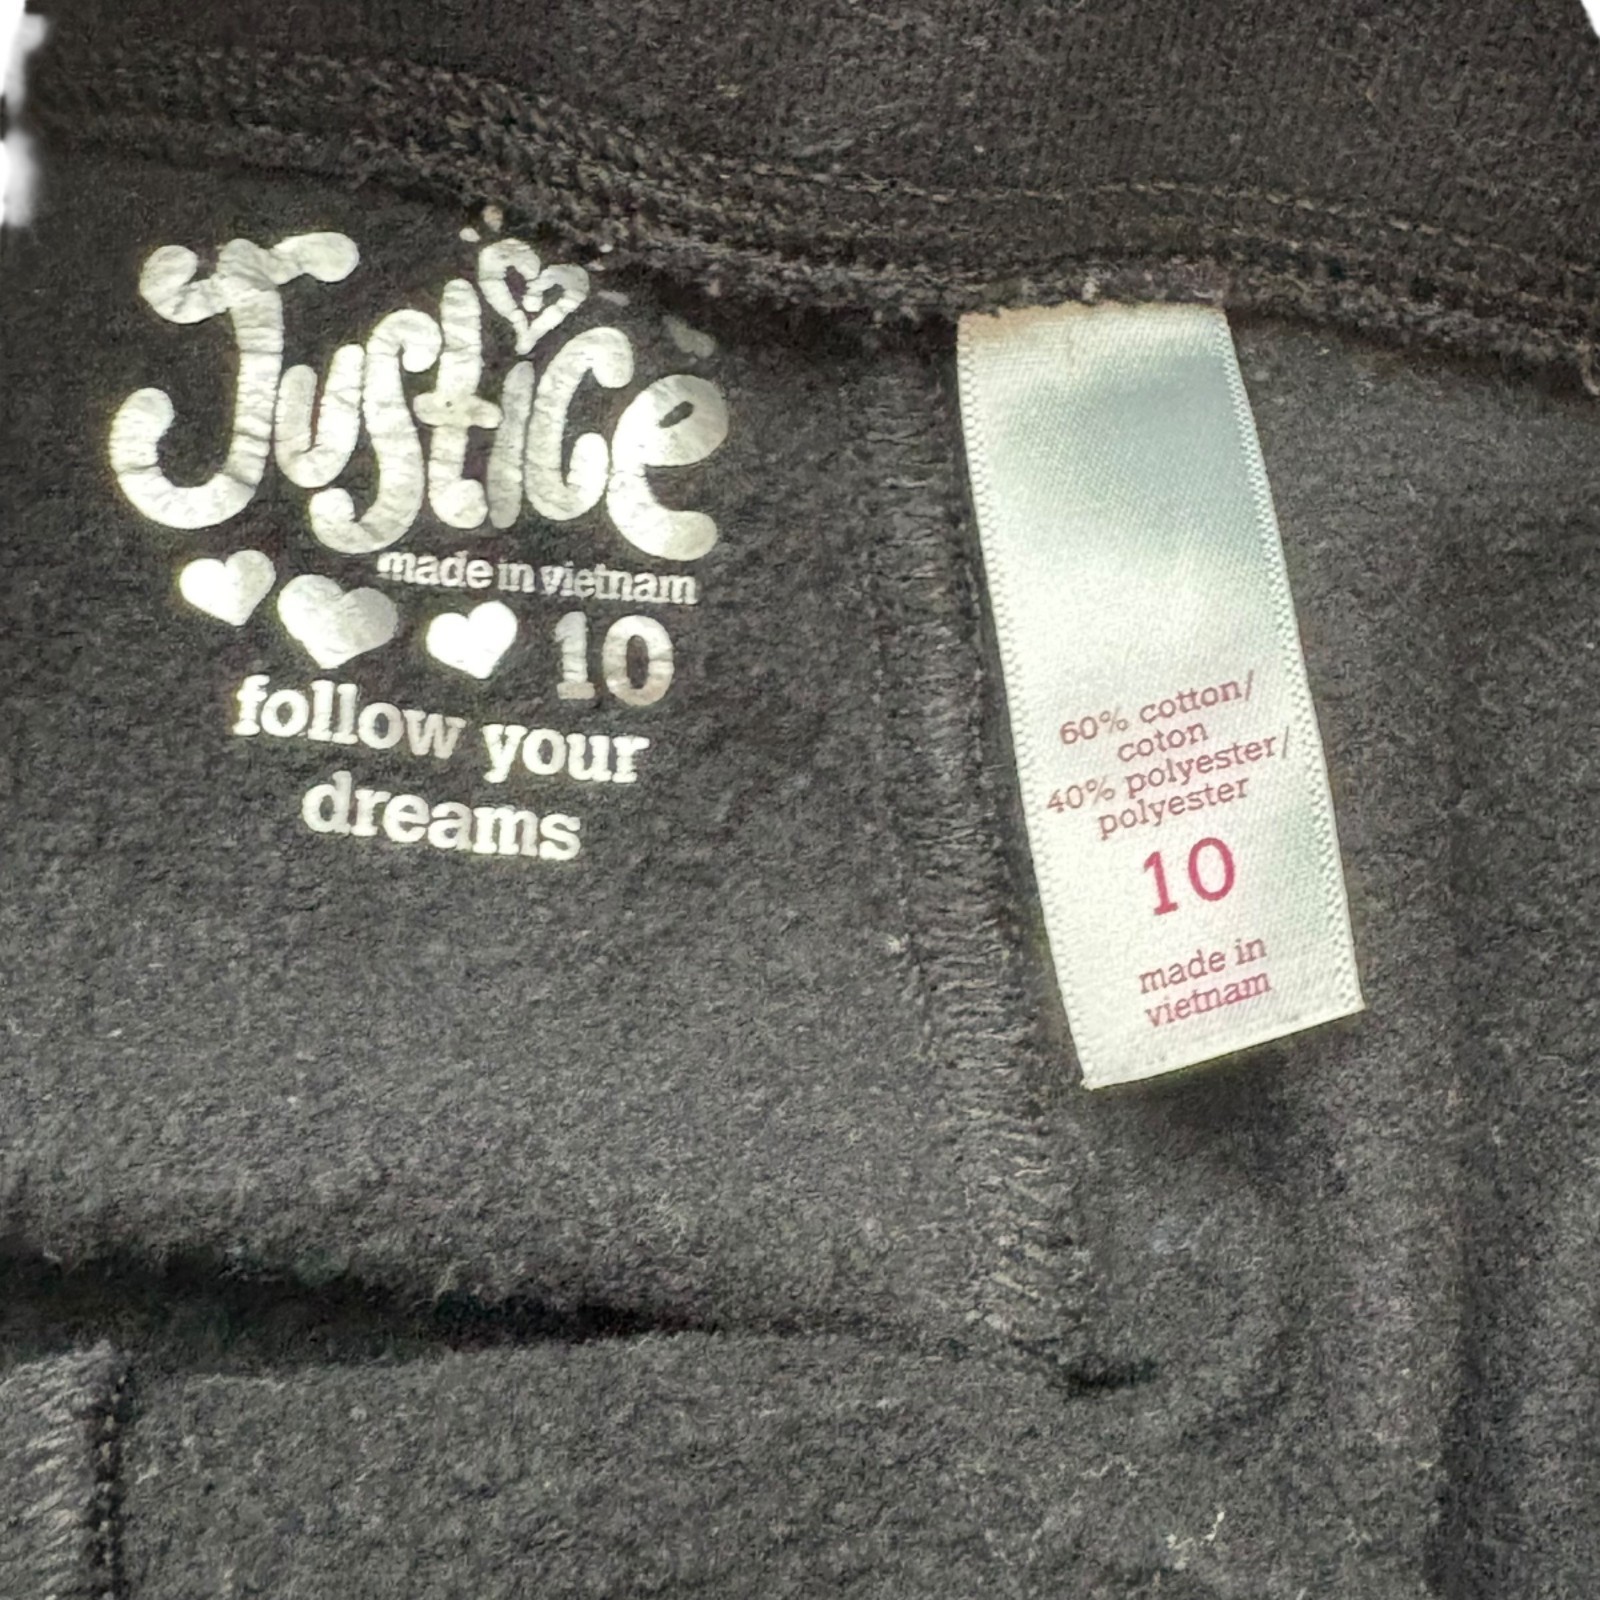 Justice
made in vietnam
10
follow your
dreams
60% cotton/
coton
40% polyester/
polyester
10
made in
vietnam